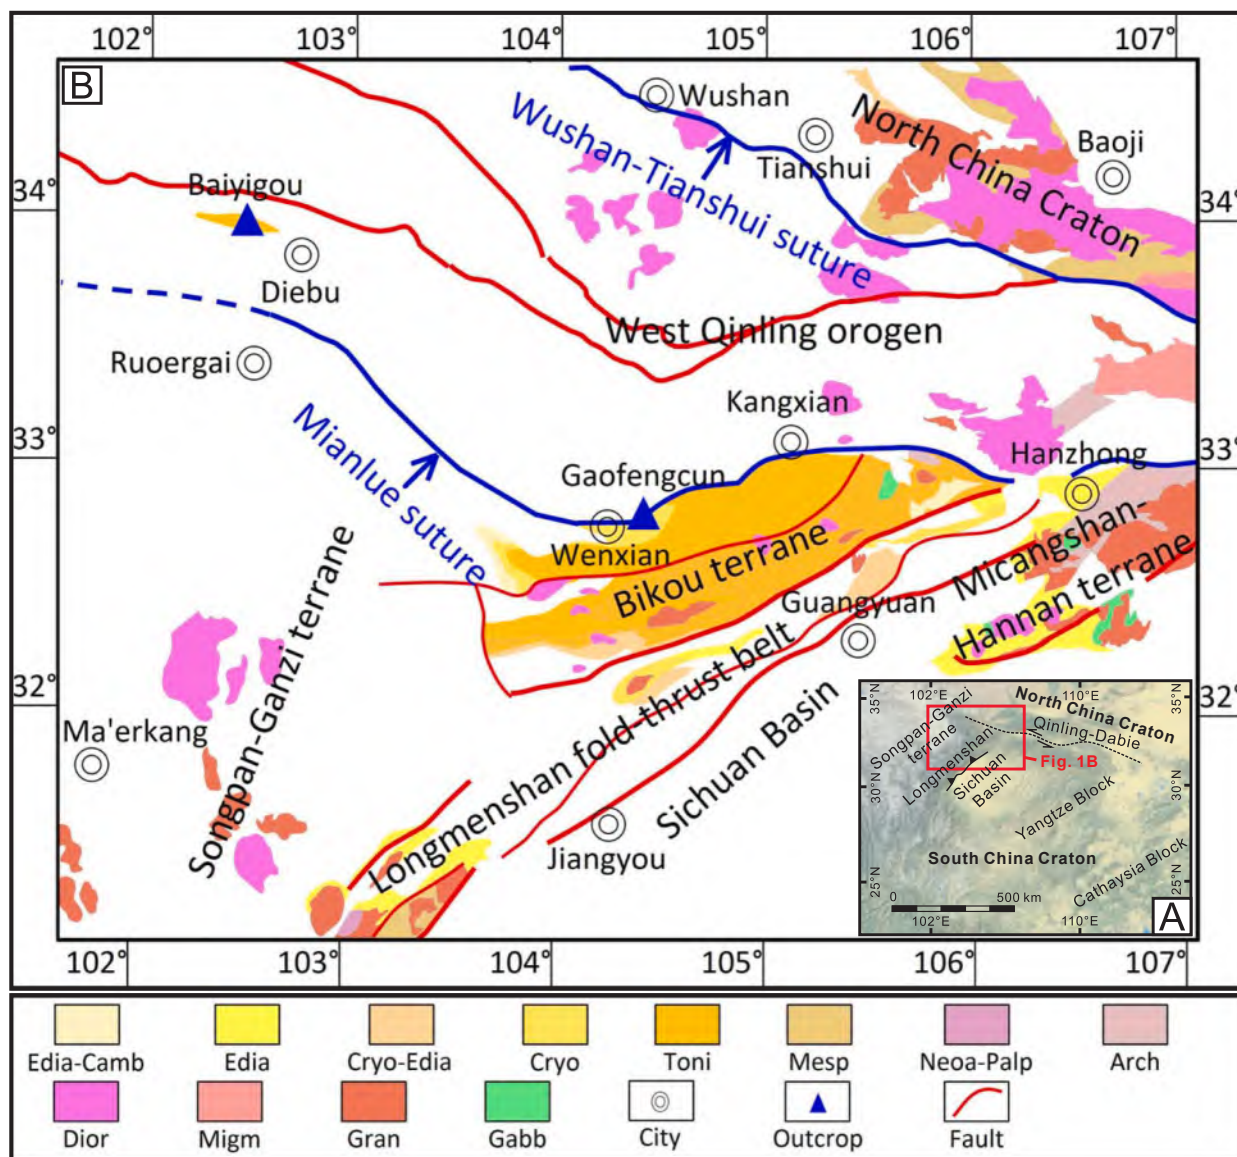 102° 103° 104° 105° 106° 107°
B
Wushan
Wushan-Tianshui suture
Tianshui
North China Craton
Baoji
34°
34°
Baiyigou
Diebu
West Qinling orogen
Ruoergai
Kangxian
33°
33°
Mianlue suture
Gaofengcun
Hanzhong
Wenxian
Bikou terrane
Guangyuan
Micangshan-
Hannan terrane
Songpan-Ganzi terrane
32°
32°
Ma'erkang
Longmenshan fold-thrust belt
Sichuan Basin
Jiangyou
102°E 110°E
35°N
35°N
North China Craton
Qinling-Dabie
Songpan-Ganzi
terrane
Longmenshan
Fig. 1B
Sichuan
Basin
30°N
30°N
Yangtze Block
South China Craton
Cathaysia Block
25°N
25°N
0 500 km
102°E 110°E
A
102° 103° 104° 105° 106° 107°
Edia-Camb Edia Cryo-Edia Cryo Toni Mesp Neoa-Palp Arch
Dior Migm Gran Gabb City Outcrop Fault